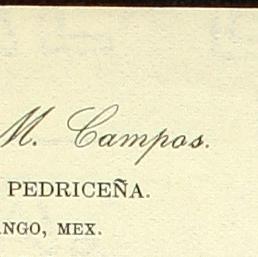 M. Campos.
PEDRICEÑA.
ANGO, MEX.